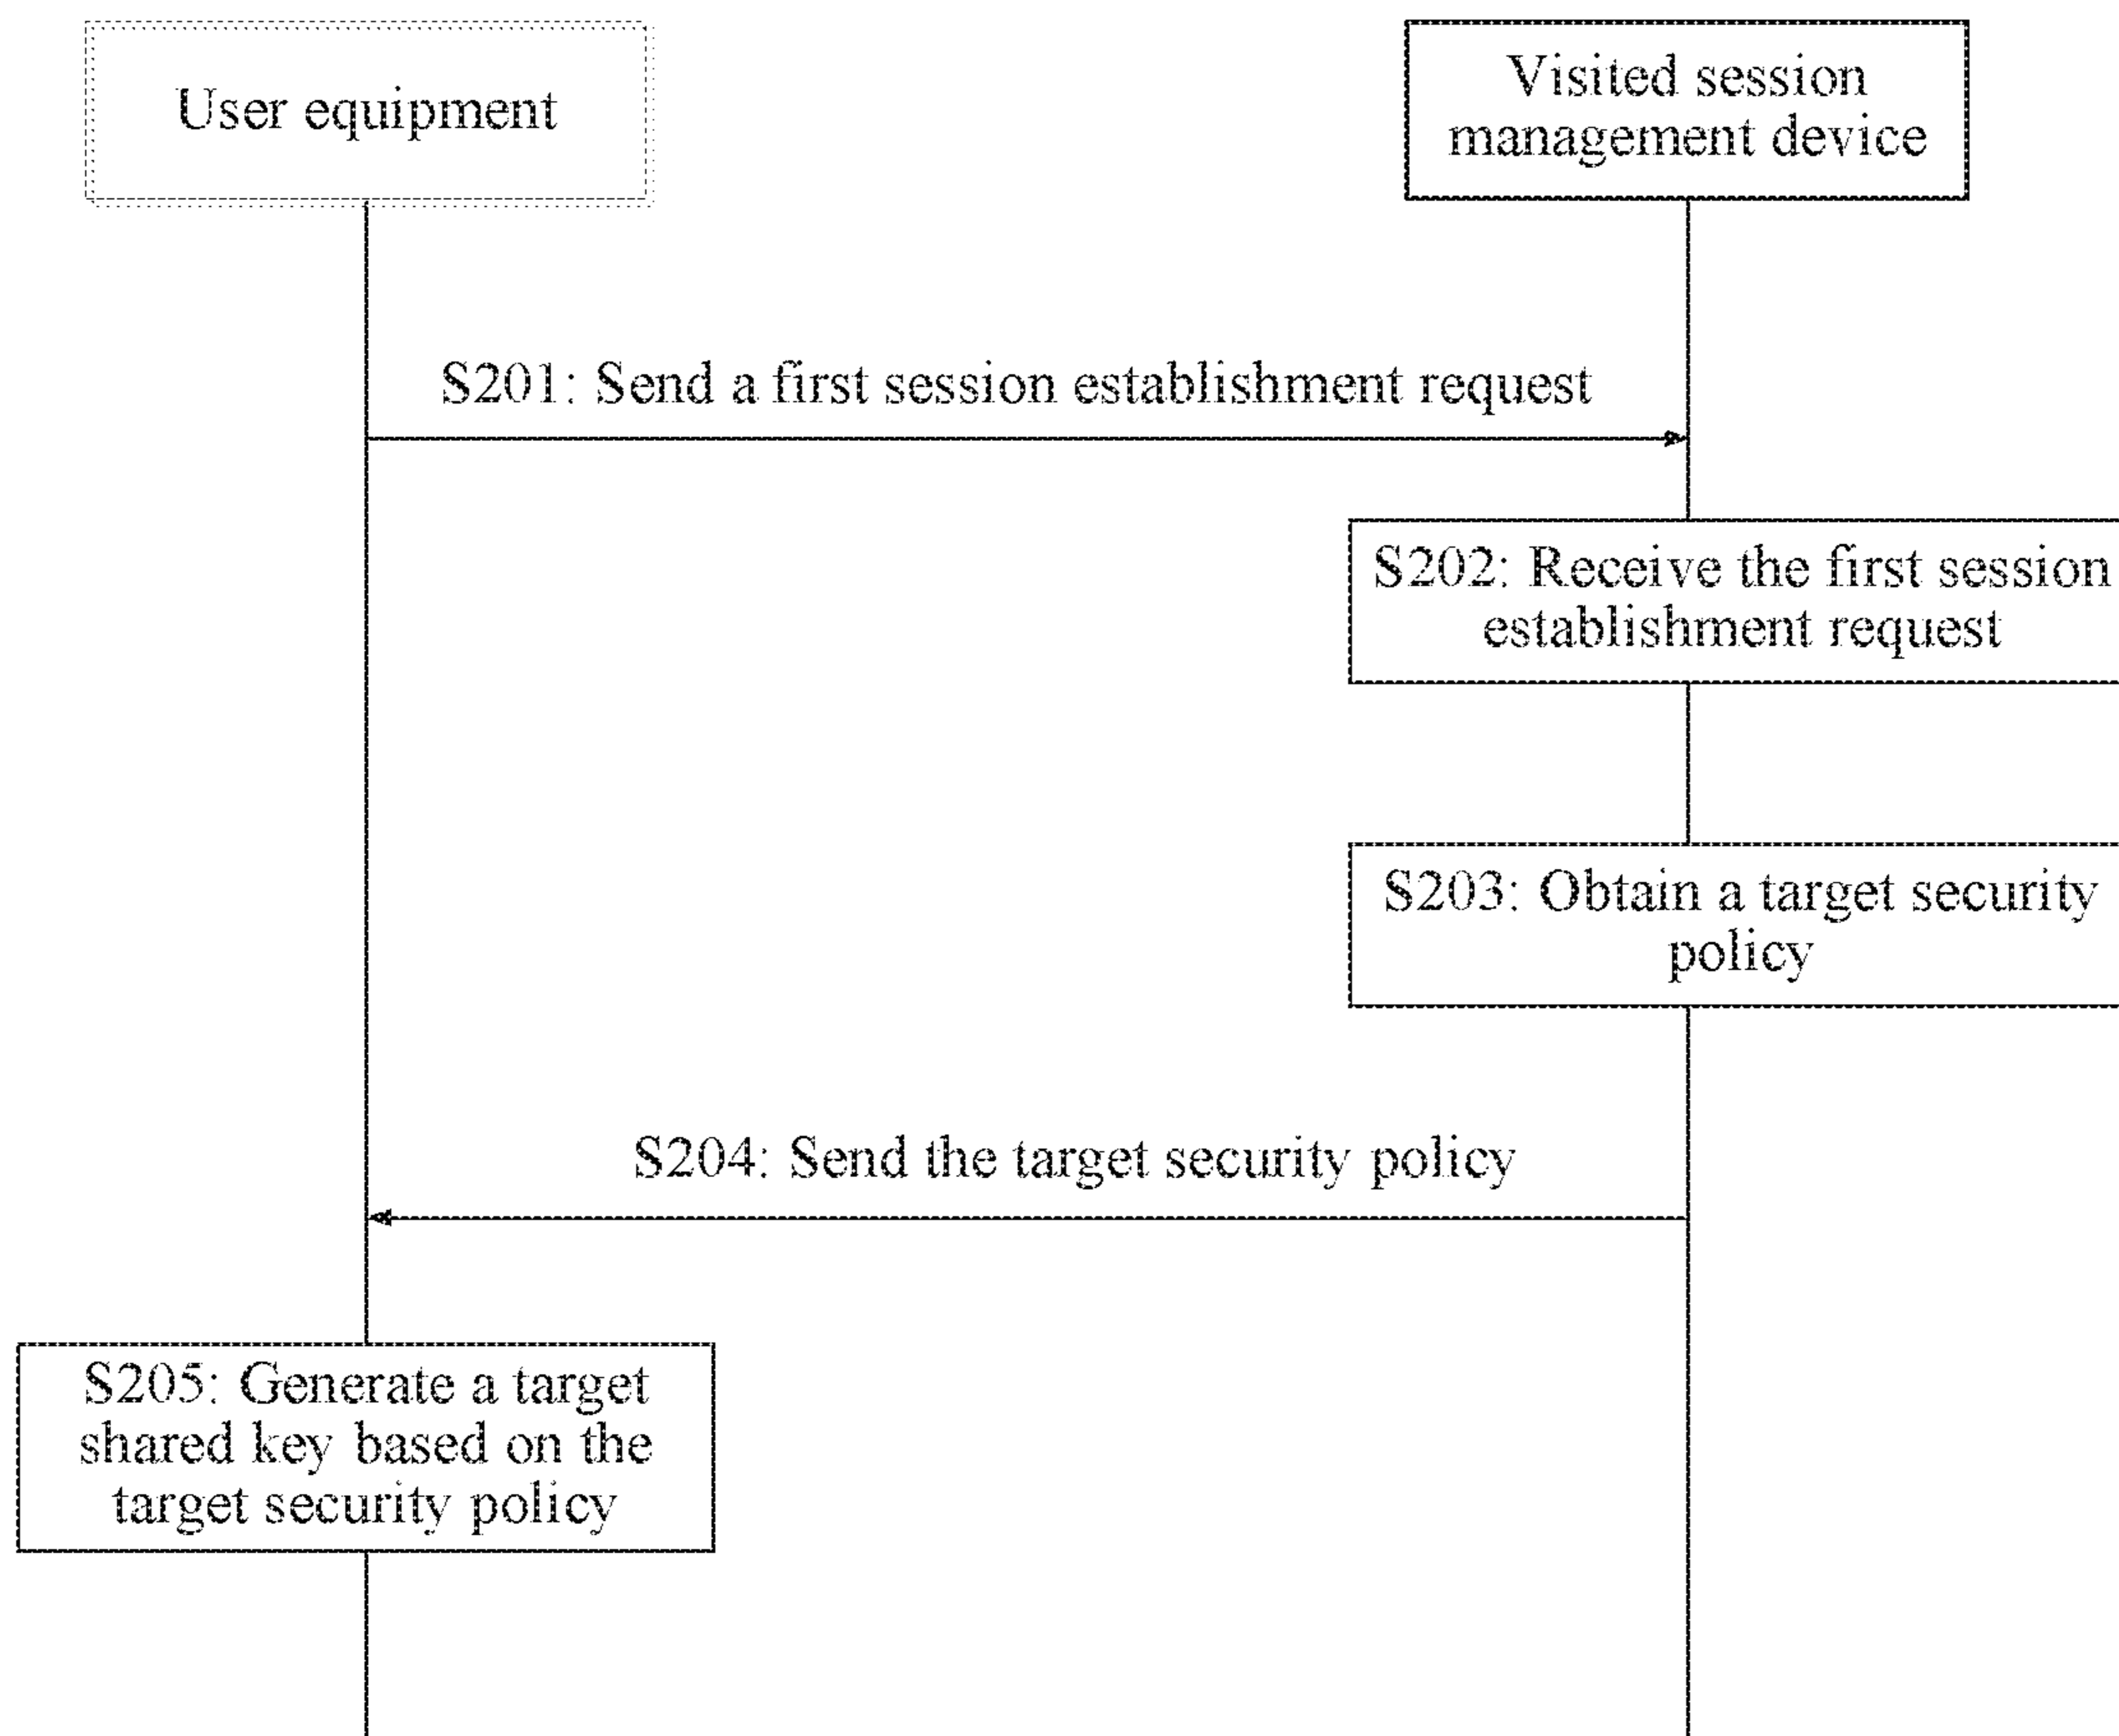 User equipment
Visited session
management device
S201: Send a first session establishment request
S202: Receive the first session
establishment request
S203: Obtain a target security
policy
S204: Send the target security policy
S205: Generate a target
shared key based on the
target security policy